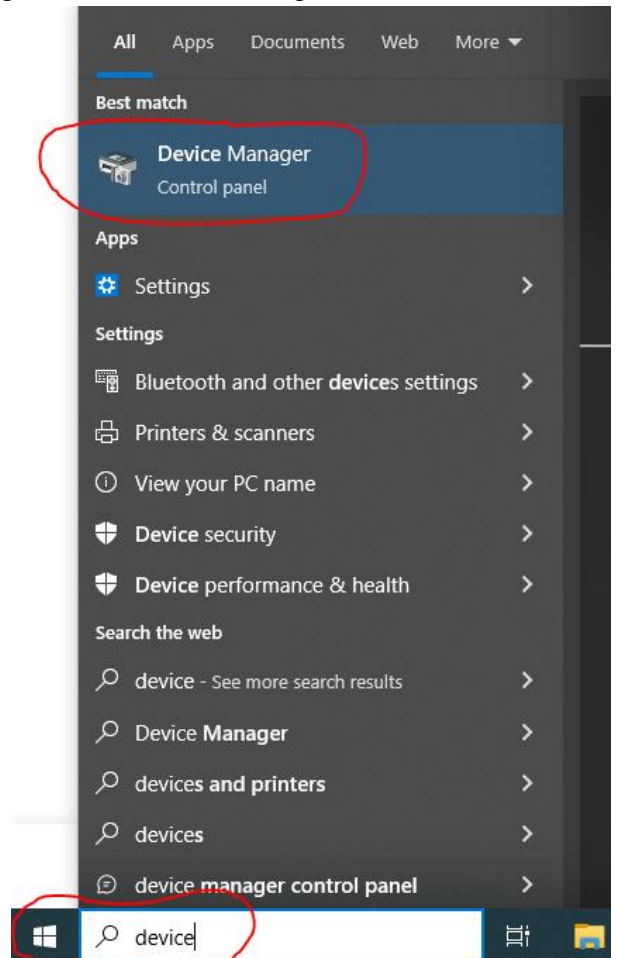 All Apps Documents Web More
Best match
Device Manager
Control panel
Apps
Settings
Settings
Bluetooth and other devices settings
Printers & scanners
View your PC name
Device security
Device performance & health
Search the web
device - See more search results
Device Manager
devices and printers
devices
device manager control panel
device